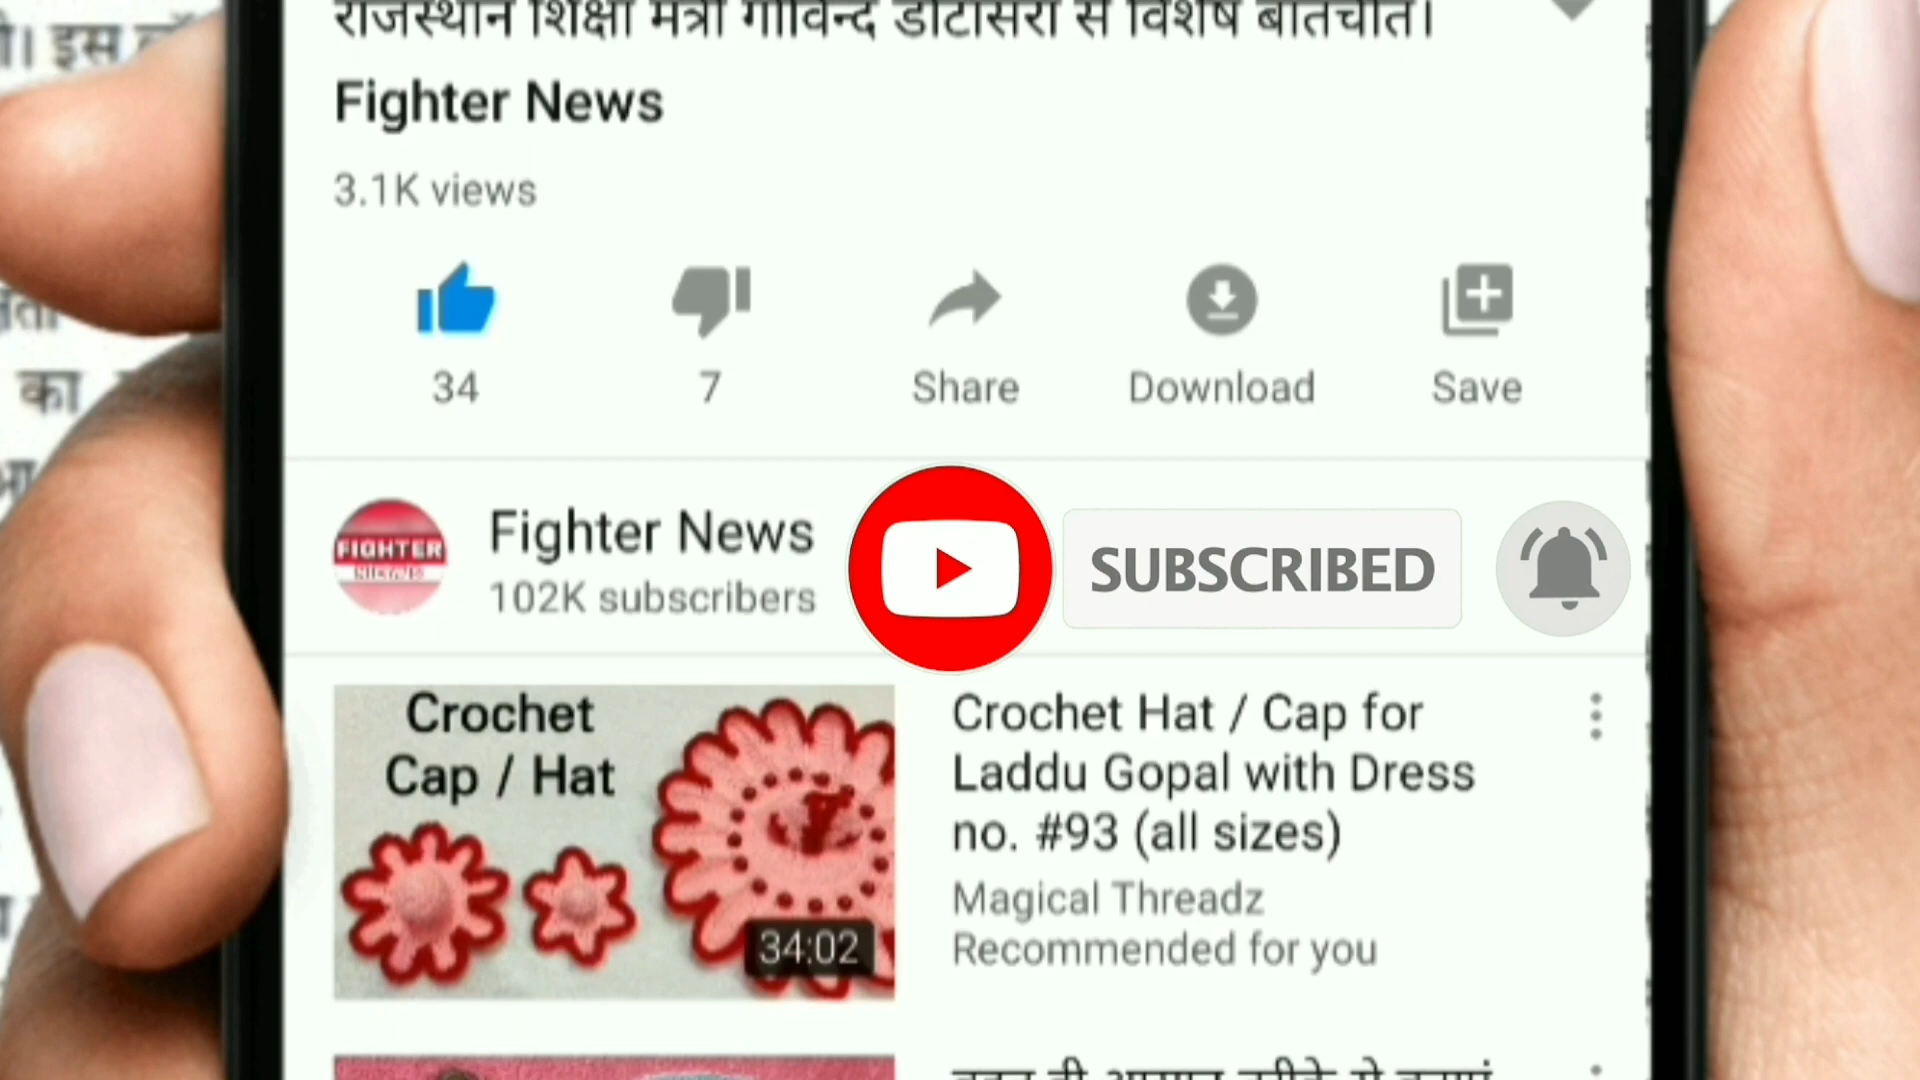 राजस्थान शिक्षा मंत्री गोविन्द डोटासरा से विशेष बातचीत।
Fighter News
3.1K views
34
7
Share
Download
Save
FIGHTER
Fighter News
102K subscribers
SUBSCRIBED
Crochet
Cap / Hat
34:02
Crochet Hat / Cap for
Laddu Gopal with Dress
no. #93 (all sizes)
Magical Threadz
Recommended for you
इस
का